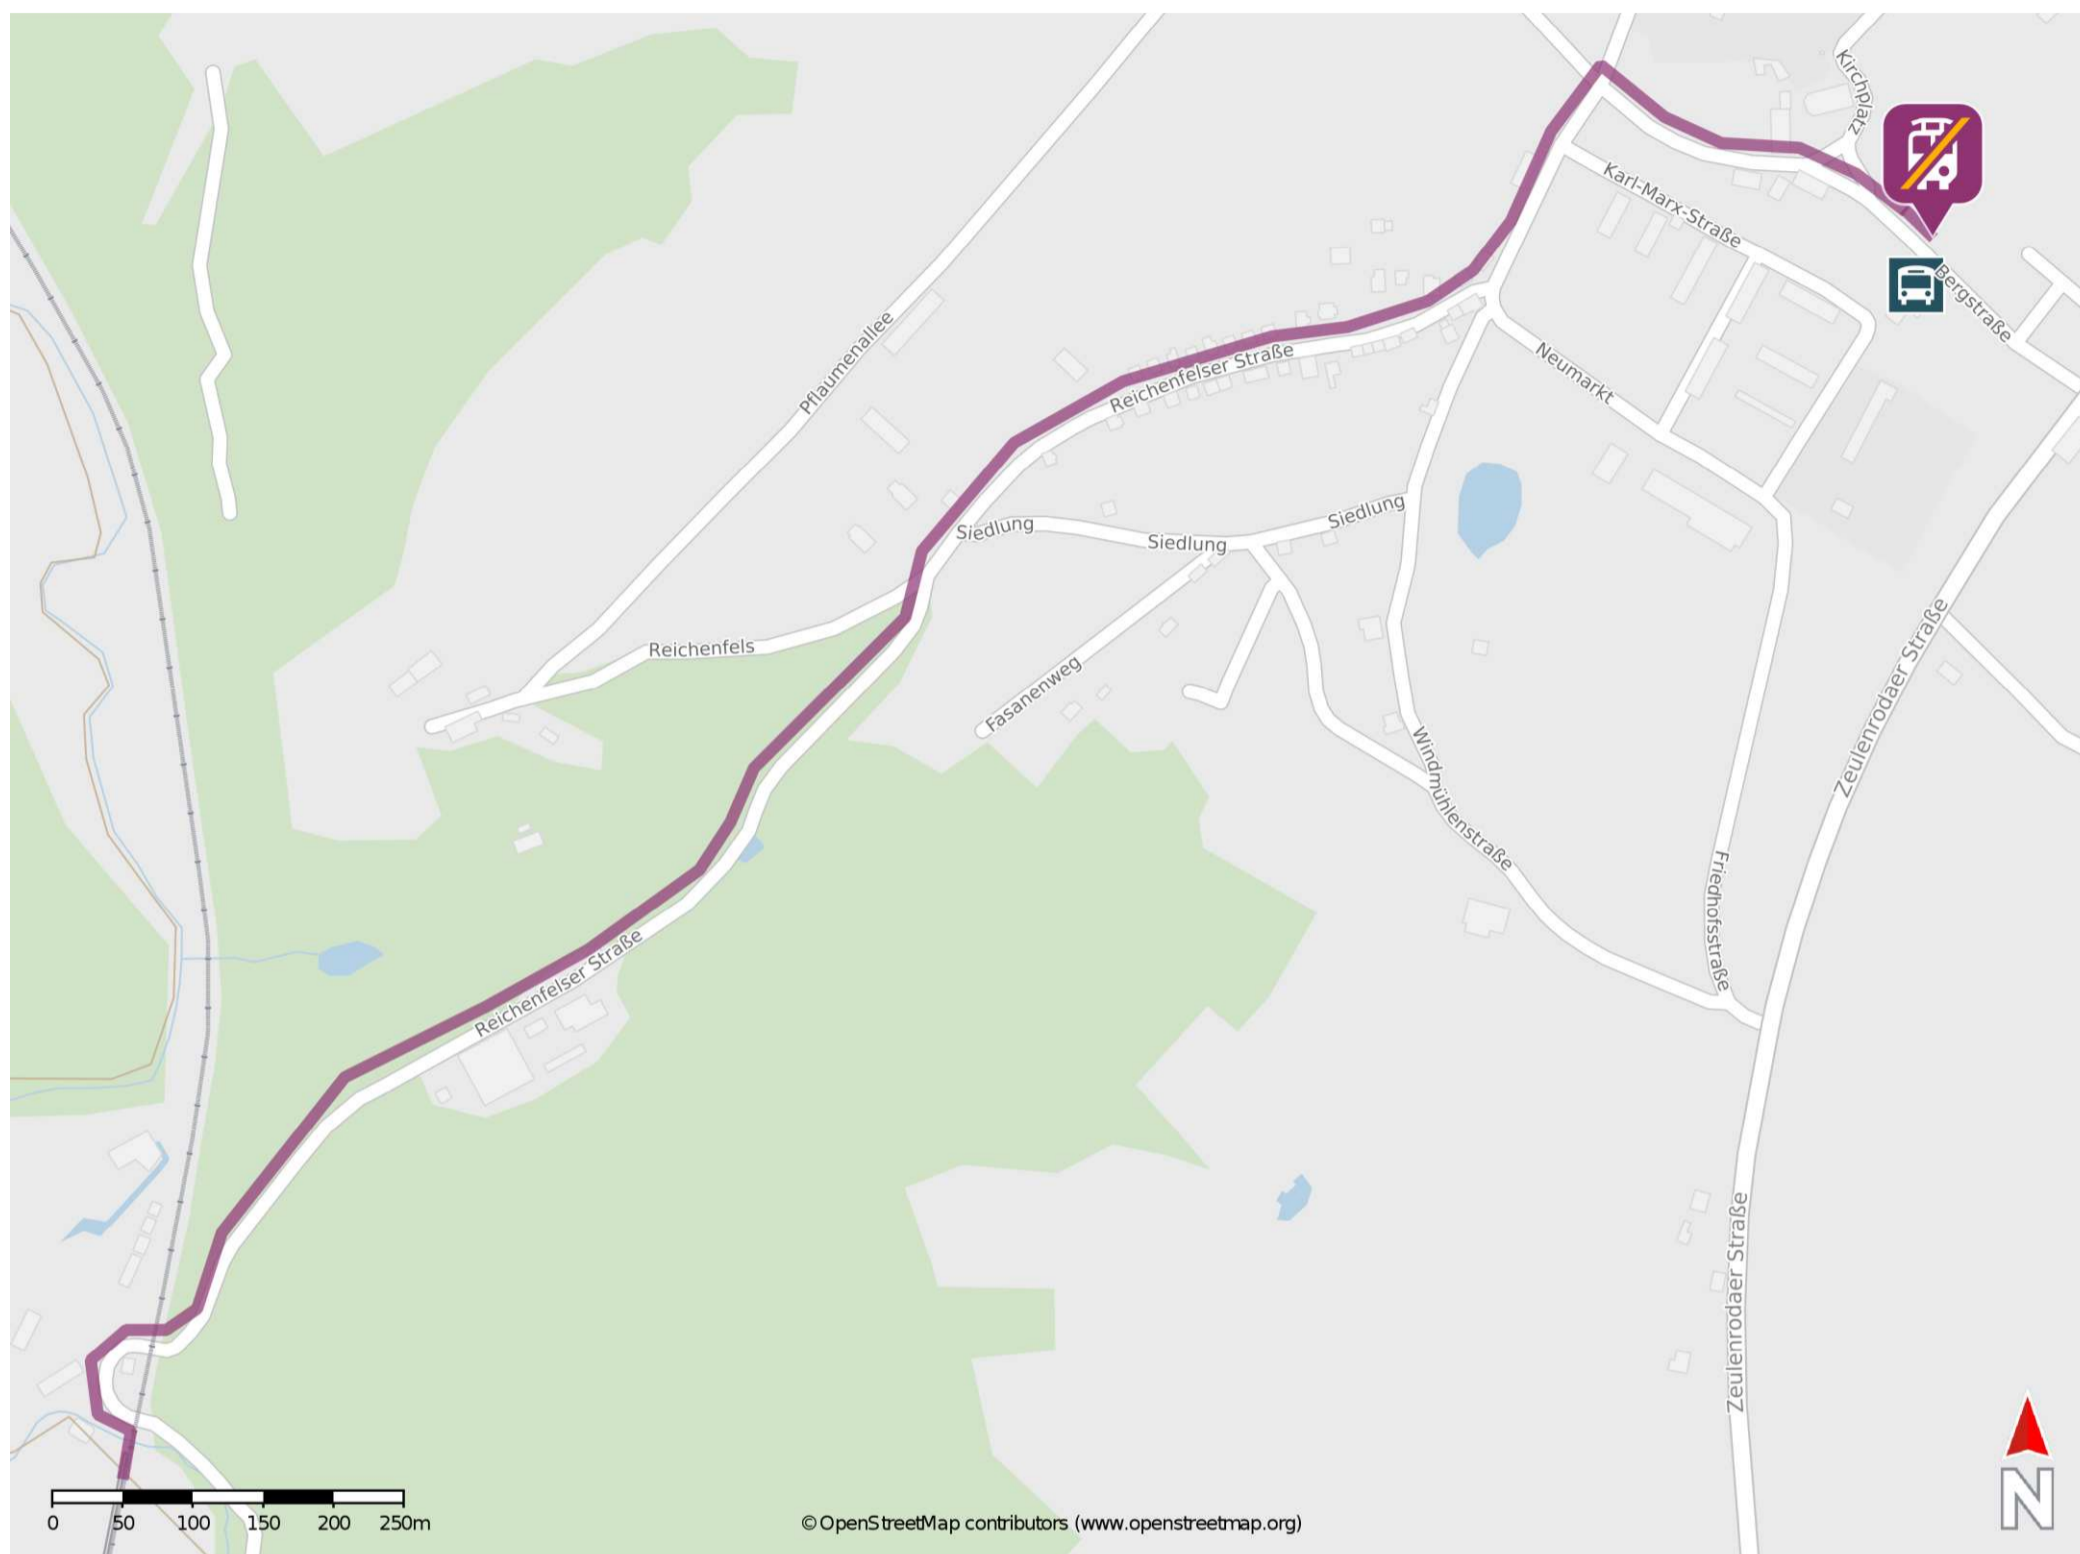 Kirchplatz
Karl-Marx-Straße
Bergstraße
Pflaumenallee
Reichenfelser Straße
Neumarkt
Siedlung
Siedlung
Siedlung
Reichenfels
Fasanenweg
Zeulenrodaer Straße
Windmühlenstraße
Friedhofsstraße
Reichenfelser Straße
Zeulenrodaer Straße
N
0 50 100 150 200 250m
© OpenStreetMap contributors (www.openstreetmap.org)